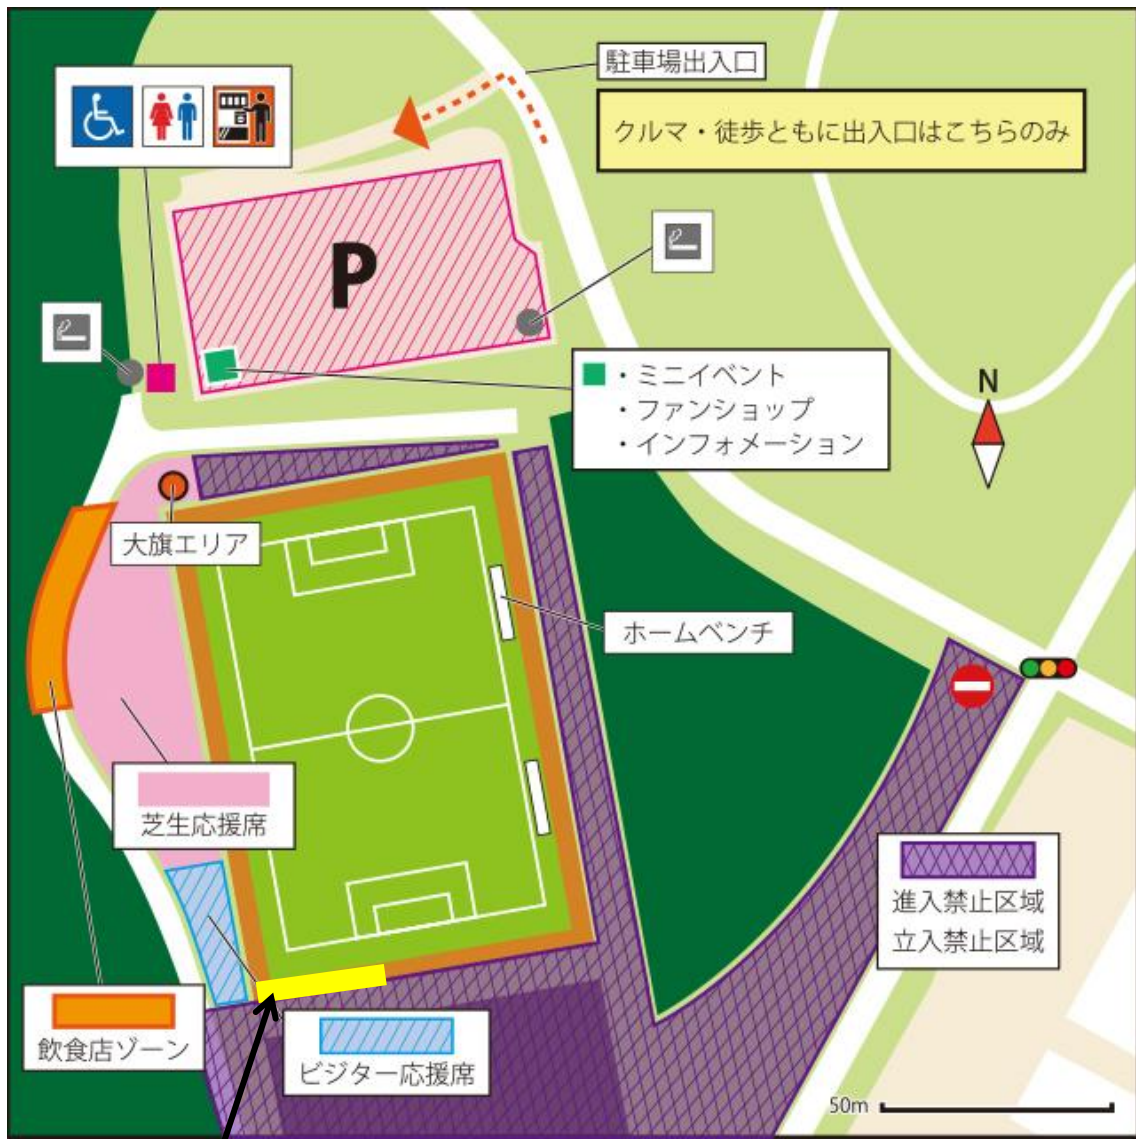 駐車場出入口
クルマ・徒歩ともに出入口はこちらのみ
P
・ミニイベント
・ファンショップ
・インフォメーション
N
大旗エリア
ホームベンチ
芝生応援席
進入禁止区域
立入禁止区域
飲食店ゾーン
ビジター応援席
50m